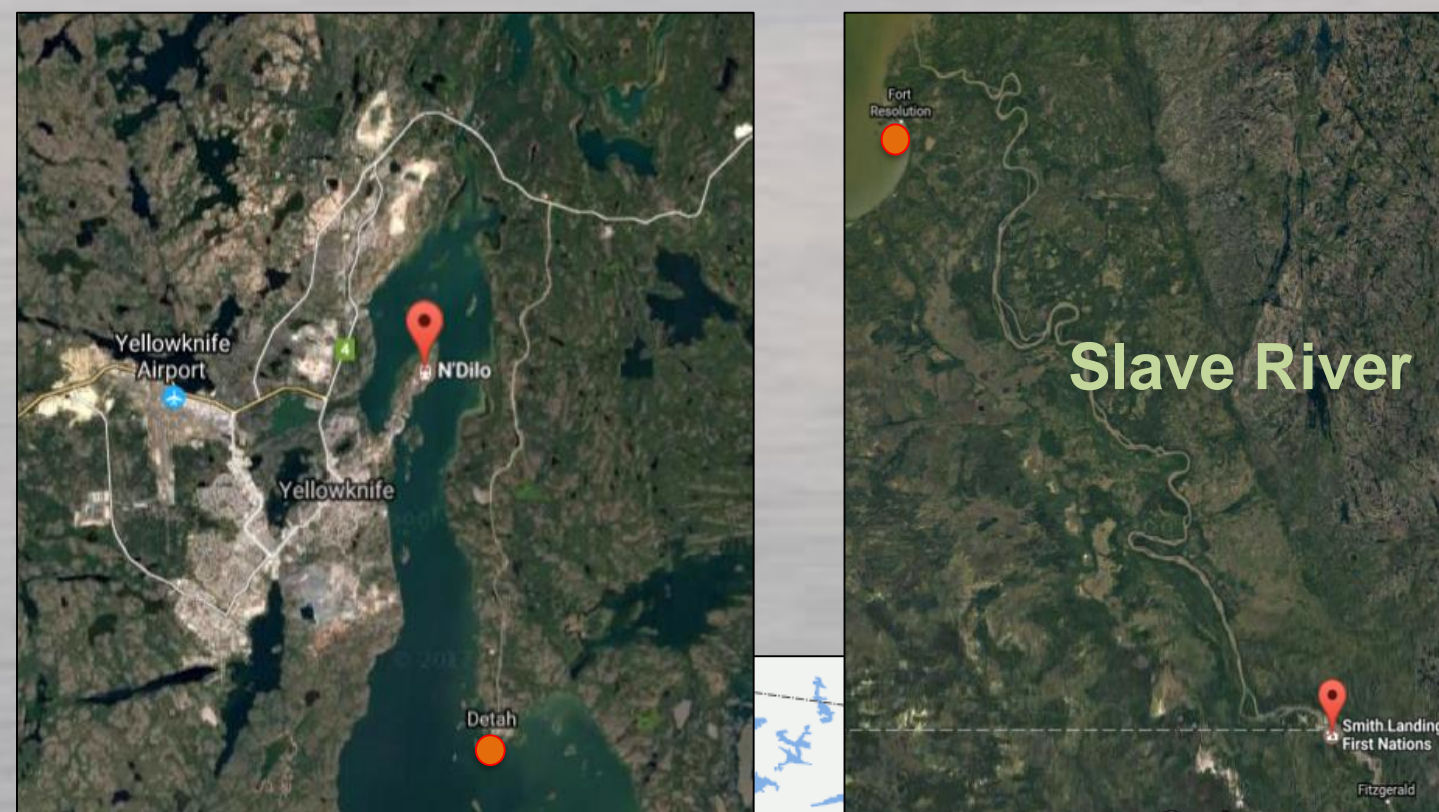 Yellowknife
Airport
4
N'Dilo
Yellowknife
Detah
Fort
Resolution
Slave River
Smith Landing
First Nations
Fitzgerald